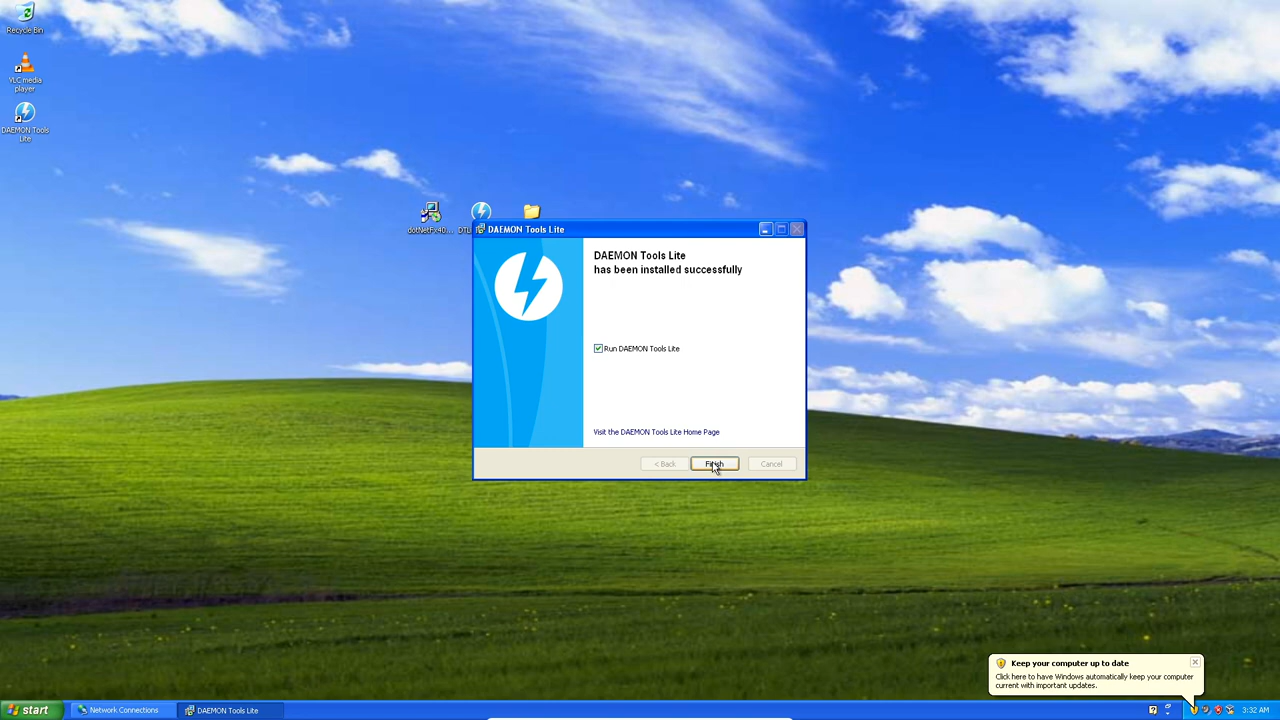 Recycle Bin
VLC media
player
DAEMON Tools
Lite
dotNetFx40...
DTL
DAEMON Tools Lite
DAEMON Tools Lite
has been installed successfully
Run DAEMON Tools Lite
Visit the DAEMON Tools Lite Home Page
< Back
Finish
Cancel
Keep your computer up to date
Click here to have Windows automatically keep your computer
current with important updates.
start
Network Connections
DAEMON Tools Lite
3:32 AM